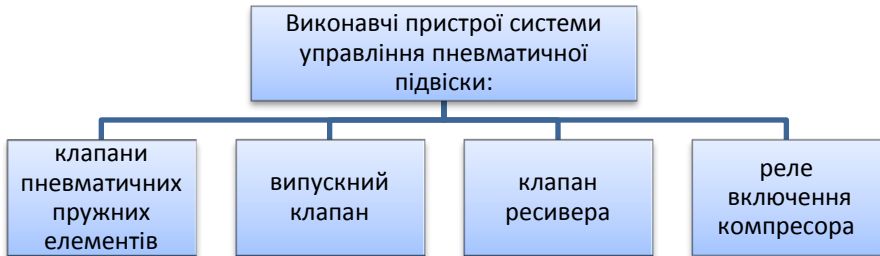 Виконавчі пристрої системи
управління пневматичної
підвіски:
клапани
пневматичних
пружних
елементів
випускний
клапан
клапан
ресивера
реле
включення
компресора